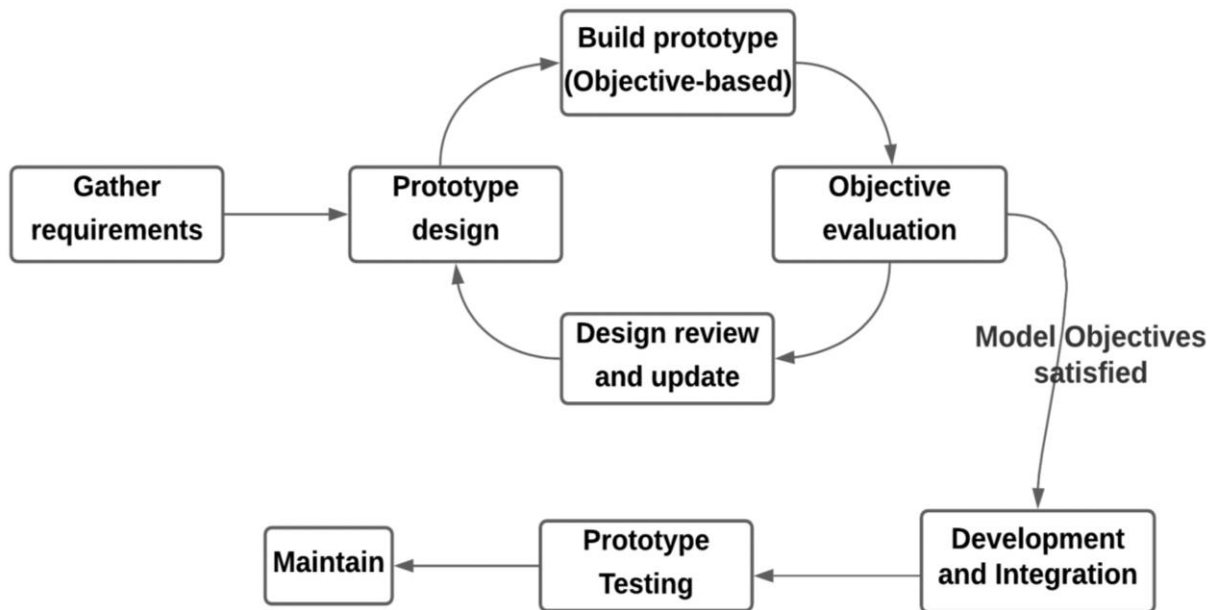 Build prototype
(Objective-based)
Gather
requirements
Prototype
design
Objective
evaluation
Design review
and update
Model Objectives
satisfied
Development
and Integration
Prototype
Testing
Maintain